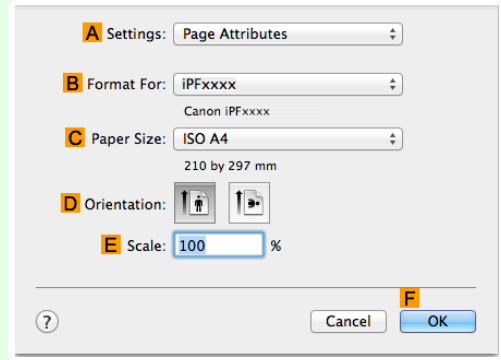 A Settings: Page Attributes
B Format For: iPFxxxx
Canon iPFxxxx
C Paper Size: ISO A4
210 by 297 mm
D Orientation:
E Scale: 100 %
F
? Cancel OK